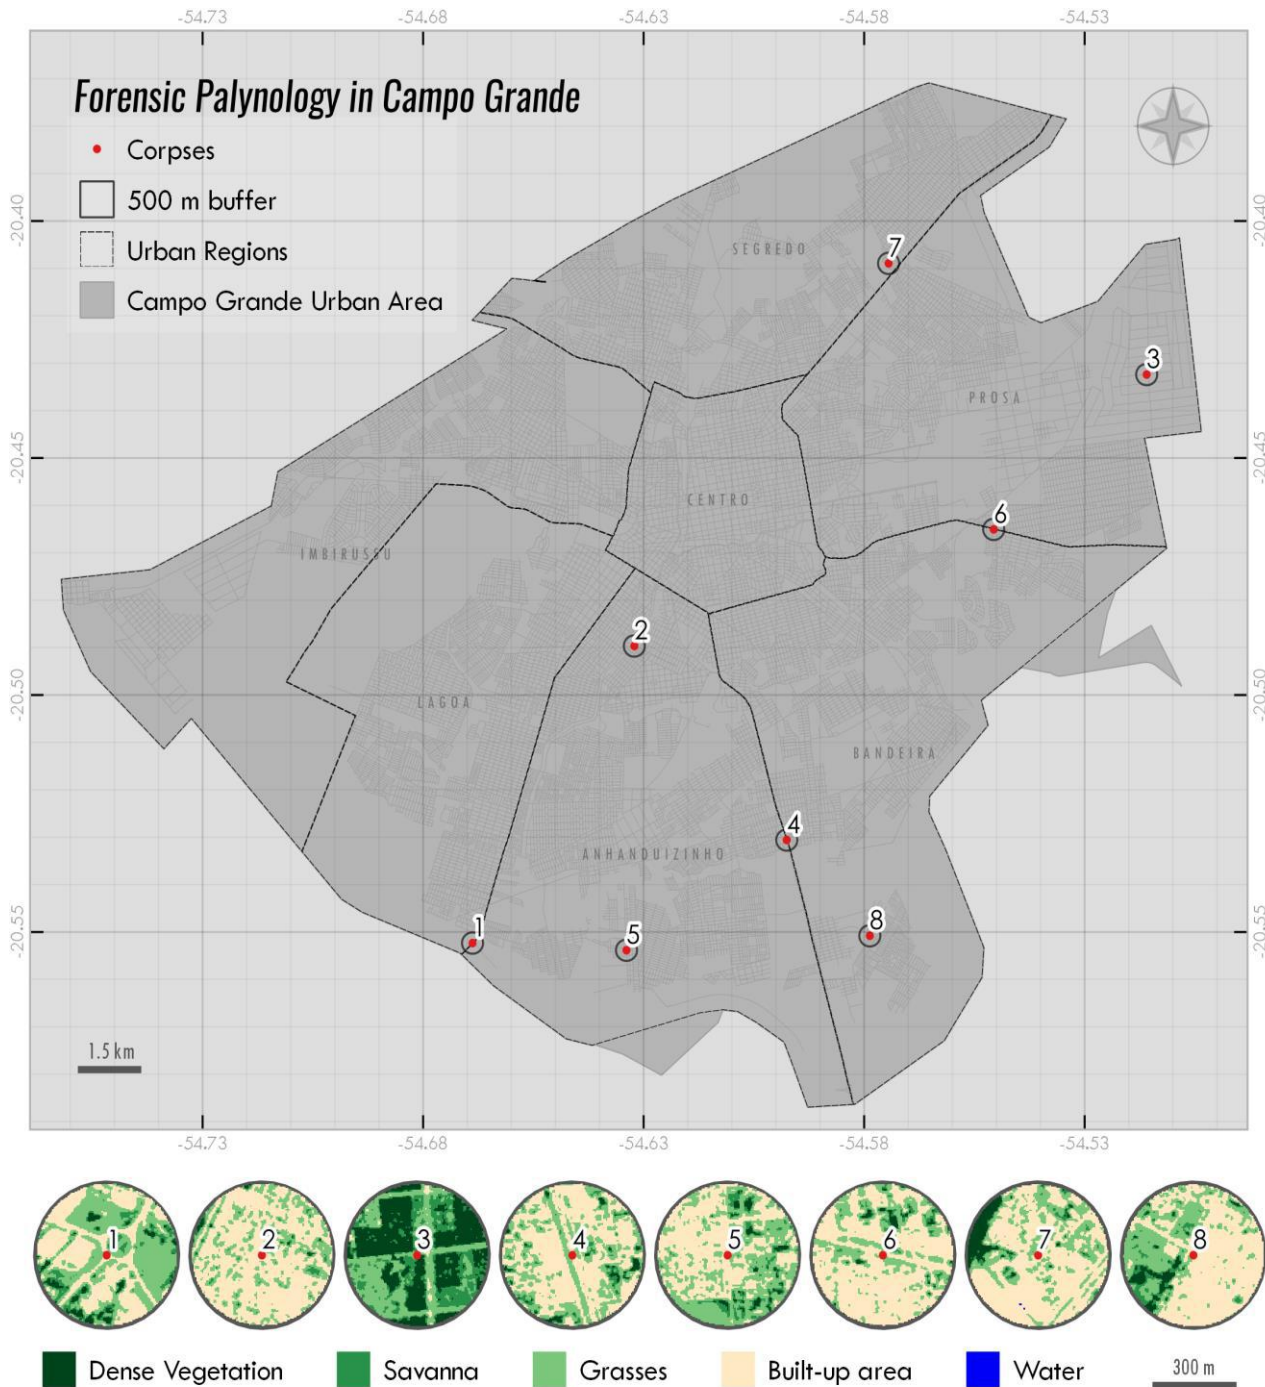 -54.73 -54.68 -54.63 -54.58 -54.53
Forensic Palynology in Campo Grande
Corpses
500 m buffer
Urban Regions
Campo Grande Urban Area
-20.40 -20.40
SEGREDO
7
3
PROSA
-20.45 -20.45
CENTRO
6
IMBIRUSSU
2
-20.50 -20.50
LAGOA
BANDEIRA
4
ANHANDUIZINHO
1
5
8
-20.55 -20.55
1.5 km
-54.73 -54.68 -54.63 -54.58 -54.53
1 2 3 4 5 6 7 8
Dense Vegetation Savanna Grasses Built-up area Water 300 m